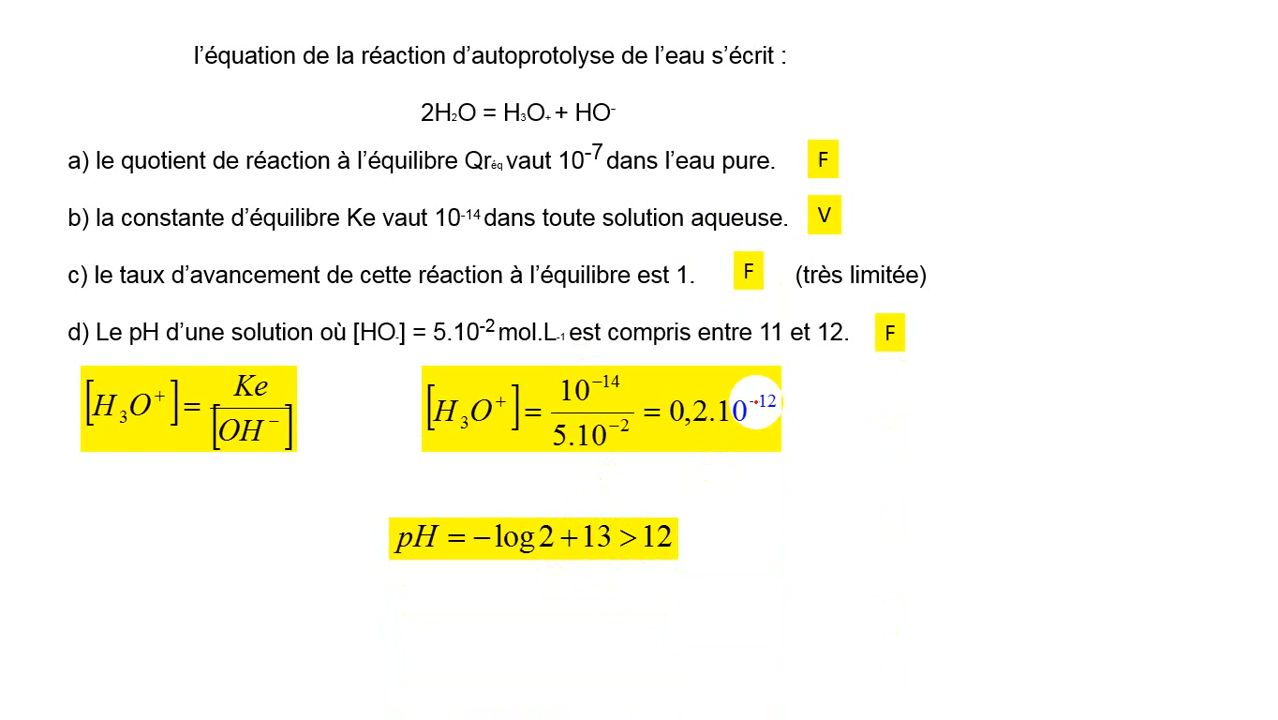 l’équation de la réaction d’autoprotolyse de l’eau s’écrit :
2H₂O = H₃O₊ + HO⁻
a) le quotient de réaction à l’équilibre Qr éq vaut 10⁻⁷ dans l’eau pure. F
b) la constante d’équilibre Ke vaut 10⁻¹⁴ dans toute solution aqueuse. V
c) le taux d’avancement de cette réaction à l’équilibre est 1. F (très limitée)
d) Le pH d’une solution où [HO₋] = 5.10⁻² mol.L₋₁ est compris entre 11 et 12. F
[H₃O⁺] = Ke / [OH⁻] [H₃O⁺] = 10⁻¹⁴ / 5.10⁻² = 0,2.10⁻¹²
pH = −log 2 + 13 > 12